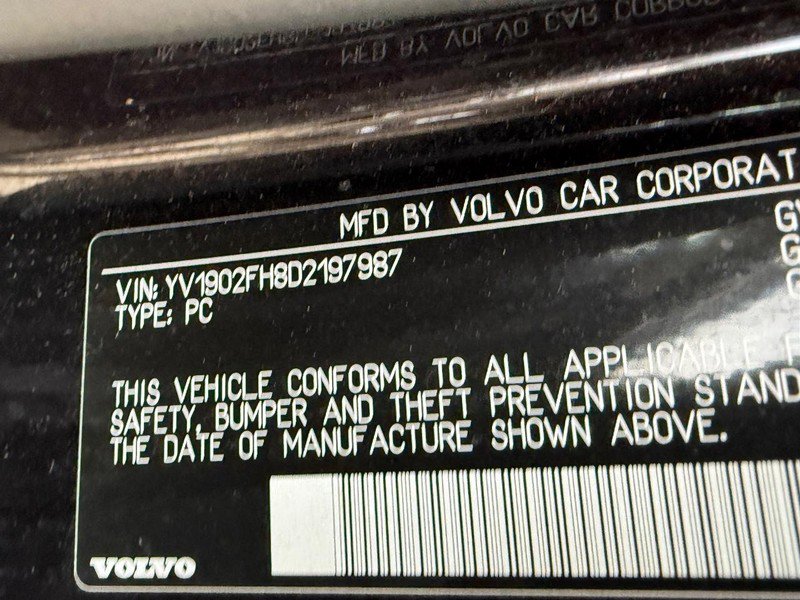 MFD BY VOLVO CAR CORPORAT
VIN: YV1902FH8D2197987
TYPE: PC
THIS VEHICLE CONFORMS TO ALL APPLICABLE F
SAFETY, BUMPER AND THEFT PREVENTION STAND
THE DATE OF MANUFACTURE SHOWN ABOVE.
VOLVO